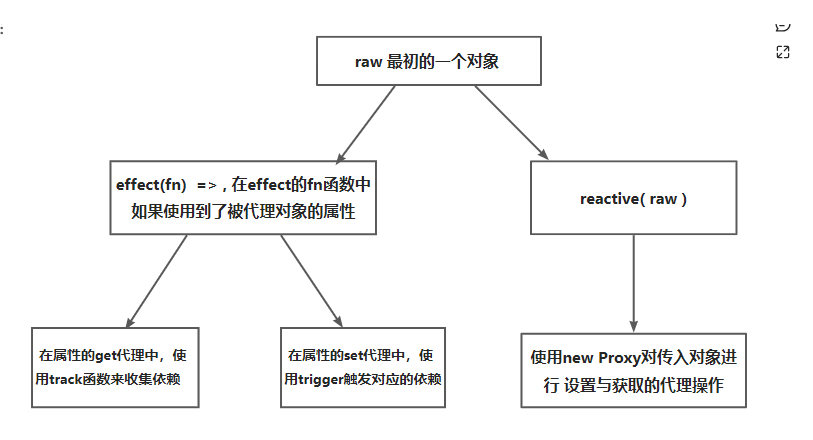 :
raw 最初的一个对象
effect(fn) => , 在effect的fn函数中
如果使用到了被代理对象的属性
reactive( raw )
在属性的get代理中，使
用track函数来收集依赖
在属性的set代理中，使
用trigger触发对应的依赖
使用new Proxy对传入对象进
行 设置与获取的代理操作